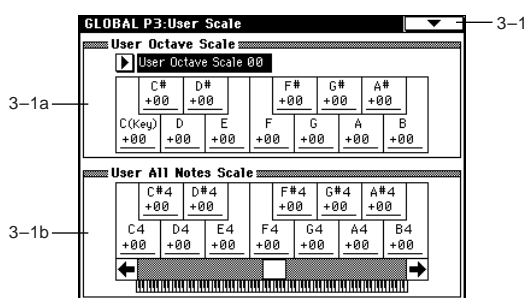 GLOBAL P3:User Scale
3–1
User Octave Scale
User Octave Scale 00
C# D# F# G# A#
+00 +00 +00 +00 +00
C(Key) D E F G A B
+00 +00 +00 +00 +00 +00 +00
3–1a
User All Notes Scale
C#4 D#4 F#4 G#4 A#4
+00 +00 +00 +00 +00
C4 D4 E4 F4 G4 A4 B4
+00 +00 +00 +00 +00 +00 +00
3–1b